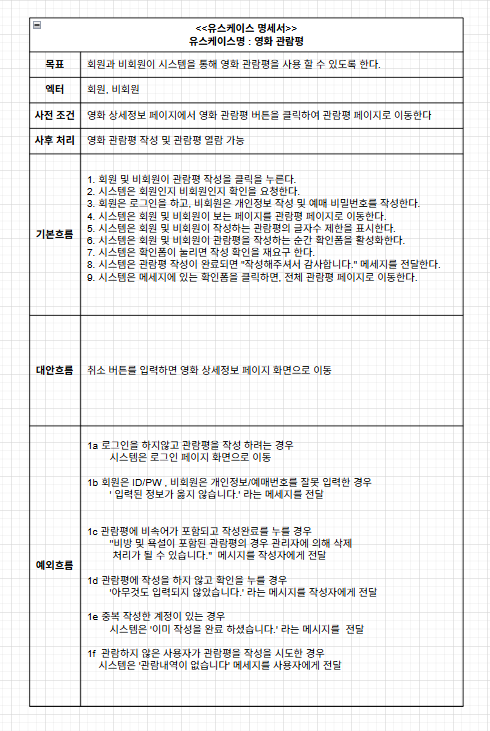 <<유스케이스 명세서>>
유스케이스명 : 영화 관람평
목표 회원과 비회원이 시스템을 통해 영화 관람평을 사용 할 수 있도록 한다.
엑터 회원, 비회원
사전 조건 영화 상세정보 페이지에서 영화 관람평 버튼을 클릭하여 관람평 페이지로 이동한다
사후 처리 영화 관람평 작성 및 관람평 열람 가능
기본흐름
1. 회원 및 비회원이 관람평 작성을 클릭을 누른다.
2. 시스템은 회원인지 비회원인지 확인을 요청한다.
3. 회원은 로그인을 하고, 비회원은 개인정보 작성 및 예매 비밀번호를 작성한다.
4. 시스템은 회원 및 비회원이 보는 페이지를 관람평 페이지로 이동한다.
5. 시스템은 회원 및 비회원이 작성하는 관람평의 글자수 제한을 표시한다.
6. 시스템은 회원 및 비회원이 관람평을 작성하는 순간 확인폼을 활성화한다.
7. 시스템은 확인폼이 눌리면 작성 확인을 재요구 한다.
8. 시스템은 관람평 작성이 완료되면 "작성해주셔서 감사합니다." 메세지를 전달한다.
9. 시스템은 메세지에 있는 확인폼을 클릭하면, 전체 관람평 페이지로 이동한다.
대안흐름 취소 버튼를 입력하면 영화 상세정보 페이지 화면으로 이동
예외흐름
1a 로그인을 하지않고 관람평을 작성 하려는 경우
시스템은 로그인 페이지 화면으로 이동
1b 회원은 ID/PW , 비회원은 개인정보/예매번호를 잘못 입력한 경우
' 입력된 정보가 옳지 않습니다.' 라는 메세지를 전달
1c 관람평에 비속어가 포함되고 작성완료를 누를 경우
"비방 및 욕설이 포함된 관람평의 경우 관리자에 의해 삭제
처리가 될 수 있습니다." 메시지를 작성자에게 전달
1d 관람평에 작성을 하지 않고 확인을 누를 경우
'아무것도 입력되지 않았습니다.' 라는 메시지를 작성자에게 전달
1e 중복 작성한 계정이 있는 경우
시스템은 '이미 작성을 완료 하셨습니다.' 라는 메시지를 전달
1f 관람하지 않은 사용자가 관람평을 작성을 시도한 경우
시스템은 '관람내역이 없습니다' 메세지를 사용자에게 전달